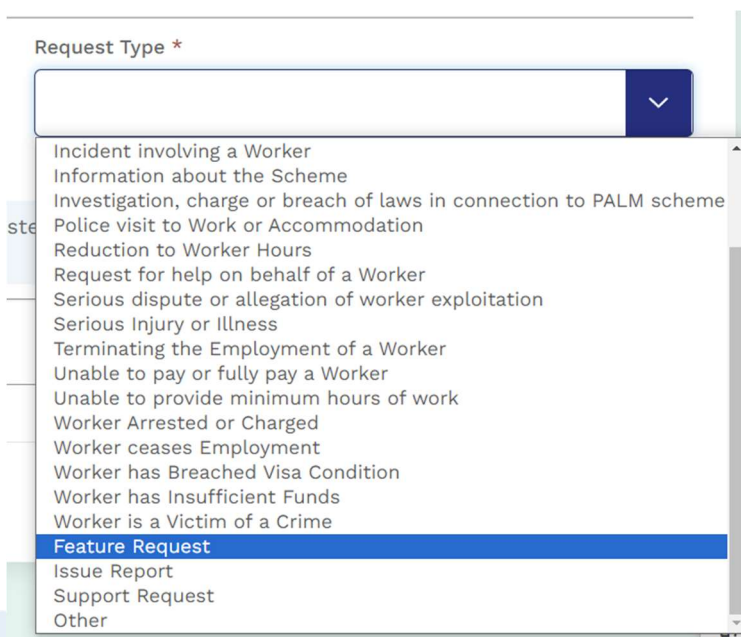 Request Type *
Incident involving a Worker
Information about the Scheme
Investigation, charge or breach of laws in connection to PALM scheme
Police visit to Work or Accommodation
Reduction to Worker Hours
Request for help on behalf of a Worker
Serious dispute or allegation of worker exploitation
Serious Injury or Illness
Terminating the Employment of a Worker
Unable to pay or fully pay a Worker
Unable to provide minimum hours of work
Worker Arrested or Charged
Worker ceases Employment
Worker has Breached Visa Condition
Worker has Insufficient Funds
Worker is a Victim of a Crime
Feature Request
Issue Report
Support Request
Other